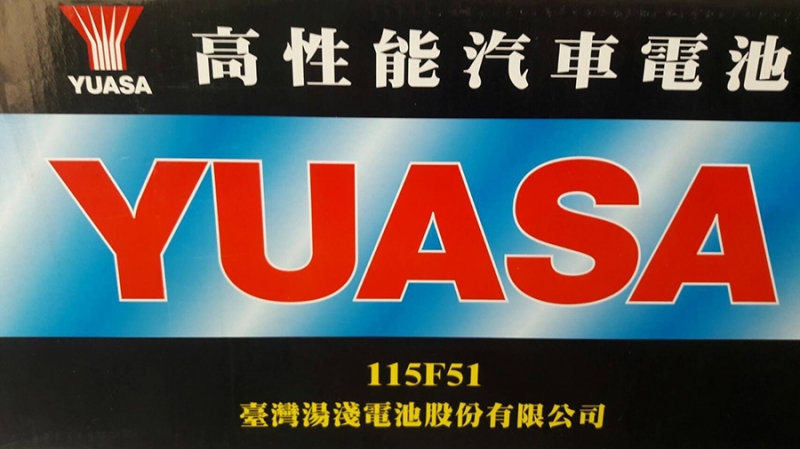 YUASA
高性能汽車電池
YUASA
115F51
臺灣湯淺電池股份有限公司